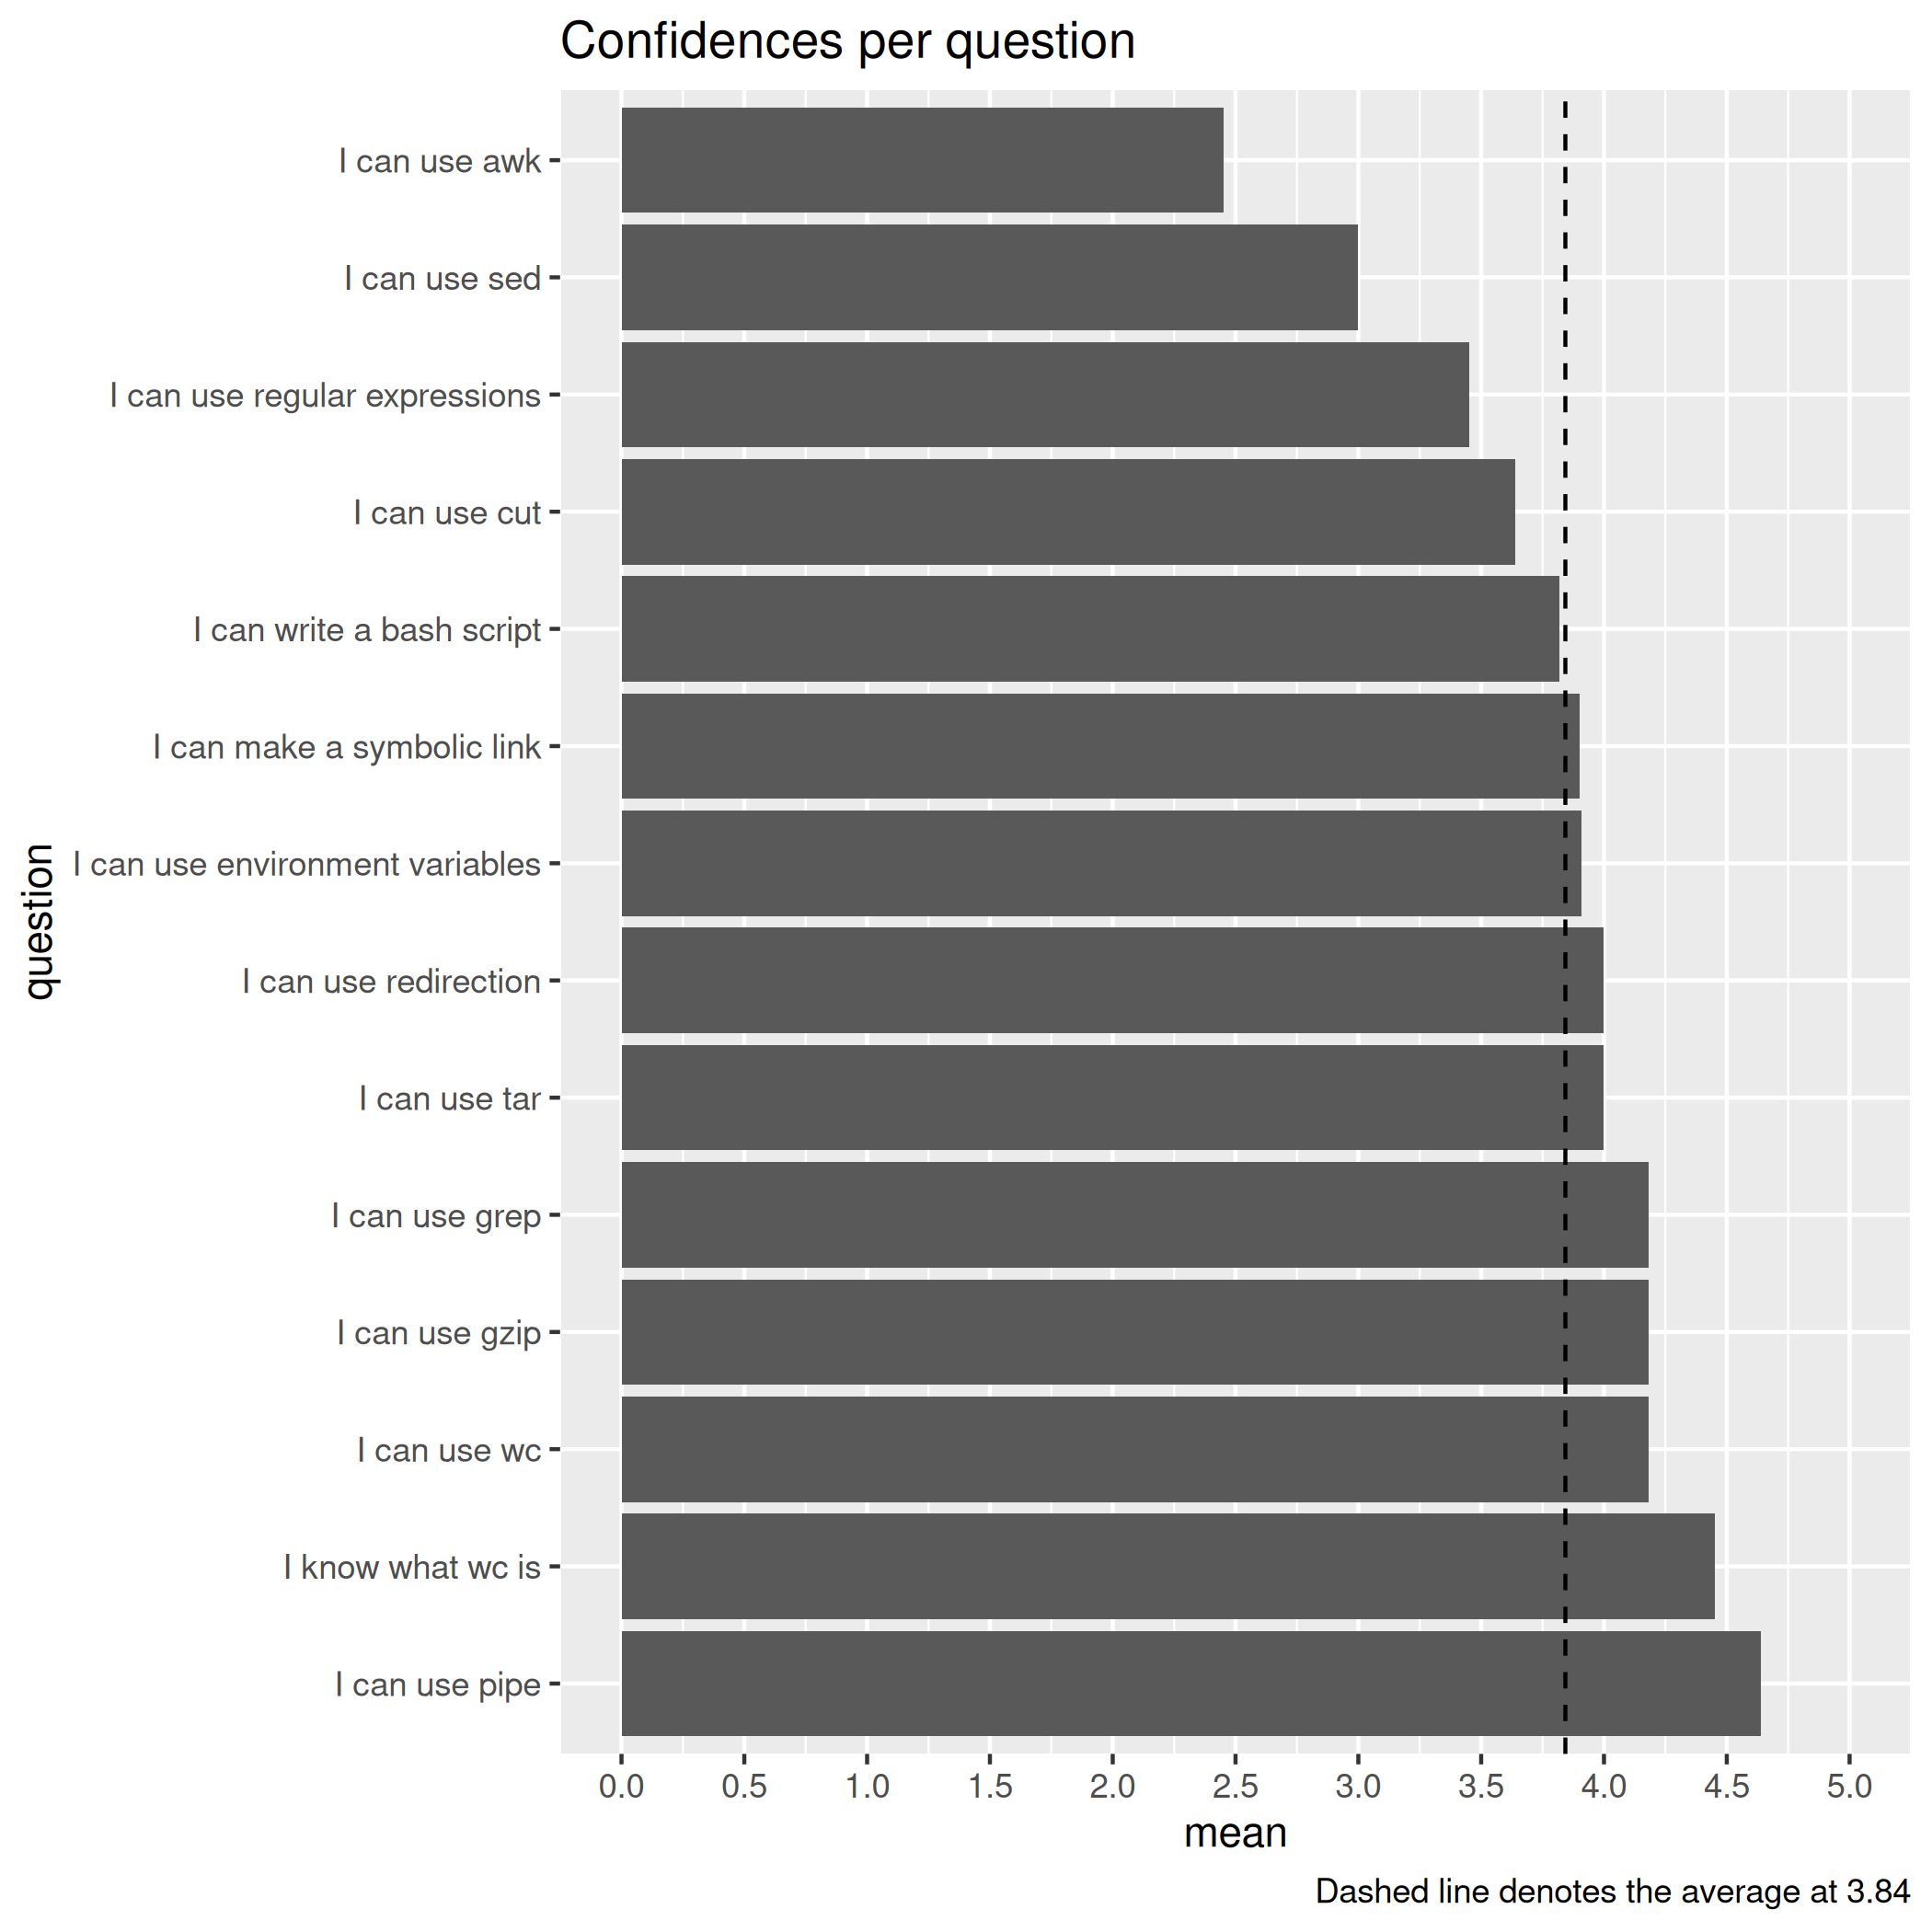 Confidences per question
I can use awk
I can use sed
I can use regular expressions
I can use cut
I can write a bash script
I can make a symbolic link
I can use environment variables
I can use redirection
I can use tar
I can use grep
I can use gzip
I can use wc
I know what wc is
I can use pipe
question
0.0 0.5 1.0 1.5 2.0 2.5 3.0 3.5 4.0 4.5 5.0
mean
Dashed line denotes the average at 3.84